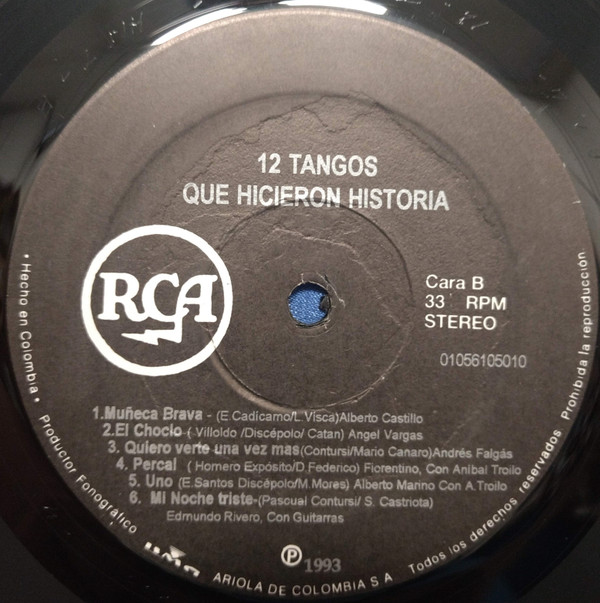 12 TANGOS
QUE HICIERON HISTORIA
RCA
Cara B
33 RPM
STEREO
01056105010
1.Muñeca Brava - (E Cadícamo/L.Visca)Alberto Castillo
2.El Choclo (.Villoldo /Discépolo/ Catan) Angel Vargas
3. Quiero verte una vez mas(Contursi/Mario Canaro)Andrés Falgás
4. Percal ( Homero Expósito/D.Federico) Fiorentino, Con Anibal Troilo
5. Uno (E.Santos Discépolo/M.Mores) Alberto Marino Con A.Troilo
6. Mi Noche triste-(Pascual Contursi/ S. Castriota)
Edmundo Rivero, Con Guitarras
℗ 1993
• Hecho en Colombia • Productor Fonográfico BMG ARIOLA DE COLOMBIA S A Todos los derechos reservados Prohibida la reproducción